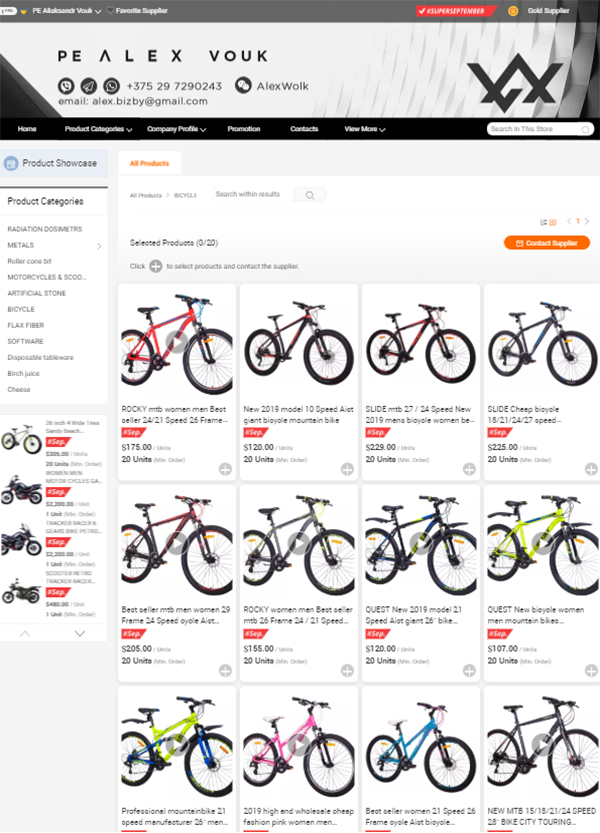 1 YRS PE Aliaksandr Vouk Favorite Supplier #SUPERSEPTEMBER Gold Supplier
PE ALEX VOUK
+375 29 7290243 AlexWolk
email: alex.bizby@gmail.com
Home Product Categories Company Profile Promotion Contacts View More Search In This Store
Product Showcase
Product Categories
RADIATION DOSIMETRS
METALS
Roller cone bit
MOTORCYCLES & SCOO...
ARTIFICIAL STONE
BICYCLE
FLAX FIBER
SOFTWARE
Disposable tableware
Birch juice
Cheese
26 inch 4 Wide Tires
Sandy Beach...
#Sep.
$305.00 / Units
20 Units (Min. Order)
WOMEN MEN
MOTOR CYCLES GA...
#Sep.
$2,200.00 / Unit
1 Unit (Min. Order)
TRACKER RACER 6
GEARS BIKE PETRO...
#Sep.
$2,200.00 / Unit
1 Unit (Min. Order)
SCOOTER RETRO
TRACKER RACER...
#Sep.
$480.00 / Unit
1 Unit (Min. Order)
All Products
All Products > BICYCLE Search within results
< 1 >
Selected Products (0/20) Contact Supplier
Click + to select products and contact the supplier.
ROCKY mtb women men Best
seller 24/21 Speed 26 Frame...
#Sep.
$175.00 / Units
20 Units (Min. Order)
New 2019 model 10 Speed Aist
giant bicycle mountain bike
#Sep.
$120.00 / Units
20 Units (Min. Order)
SLIDE mtb 27 / 24 Speed New
2019 mens bicycle women be...
#Sep.
$229.00 / Units
20 Units (Min. Order)
SLIDE Cheap bicycle
18/21/24/27 speed...
#Sep.
$225.00 / Units
20 Units (Min. Order)
Best seller mtb men women 29
Frame 24 Speed cycle Aist...
#Sep.
$205.00 / Units
20 Units (Min. Order)
ROCKY women men Best seller
mtb 26 Frame 24 / 21 Speed...
#Sep.
$155.00 / Units
20 Units (Min. Order)
QUEST New 2019 model 21
Speed Aist giant 26" bike...
#Sep.
$120.00 / Units
20 Units (Min. Order)
QUEST New bicycle women
men mountain bikes...
#Sep.
$107.00 / Units
20 Units (Min. Order)
Professional mountainbike 21
speed manufacturer 26" men...
2019 high end wholesale cheap
fashion pink women men...
Best seller women 21 Speed 26
Frame cycle Aist bicycle...
NEW MTB 15/18/21/24 SPEED
28" BIKE CITY TOURING...